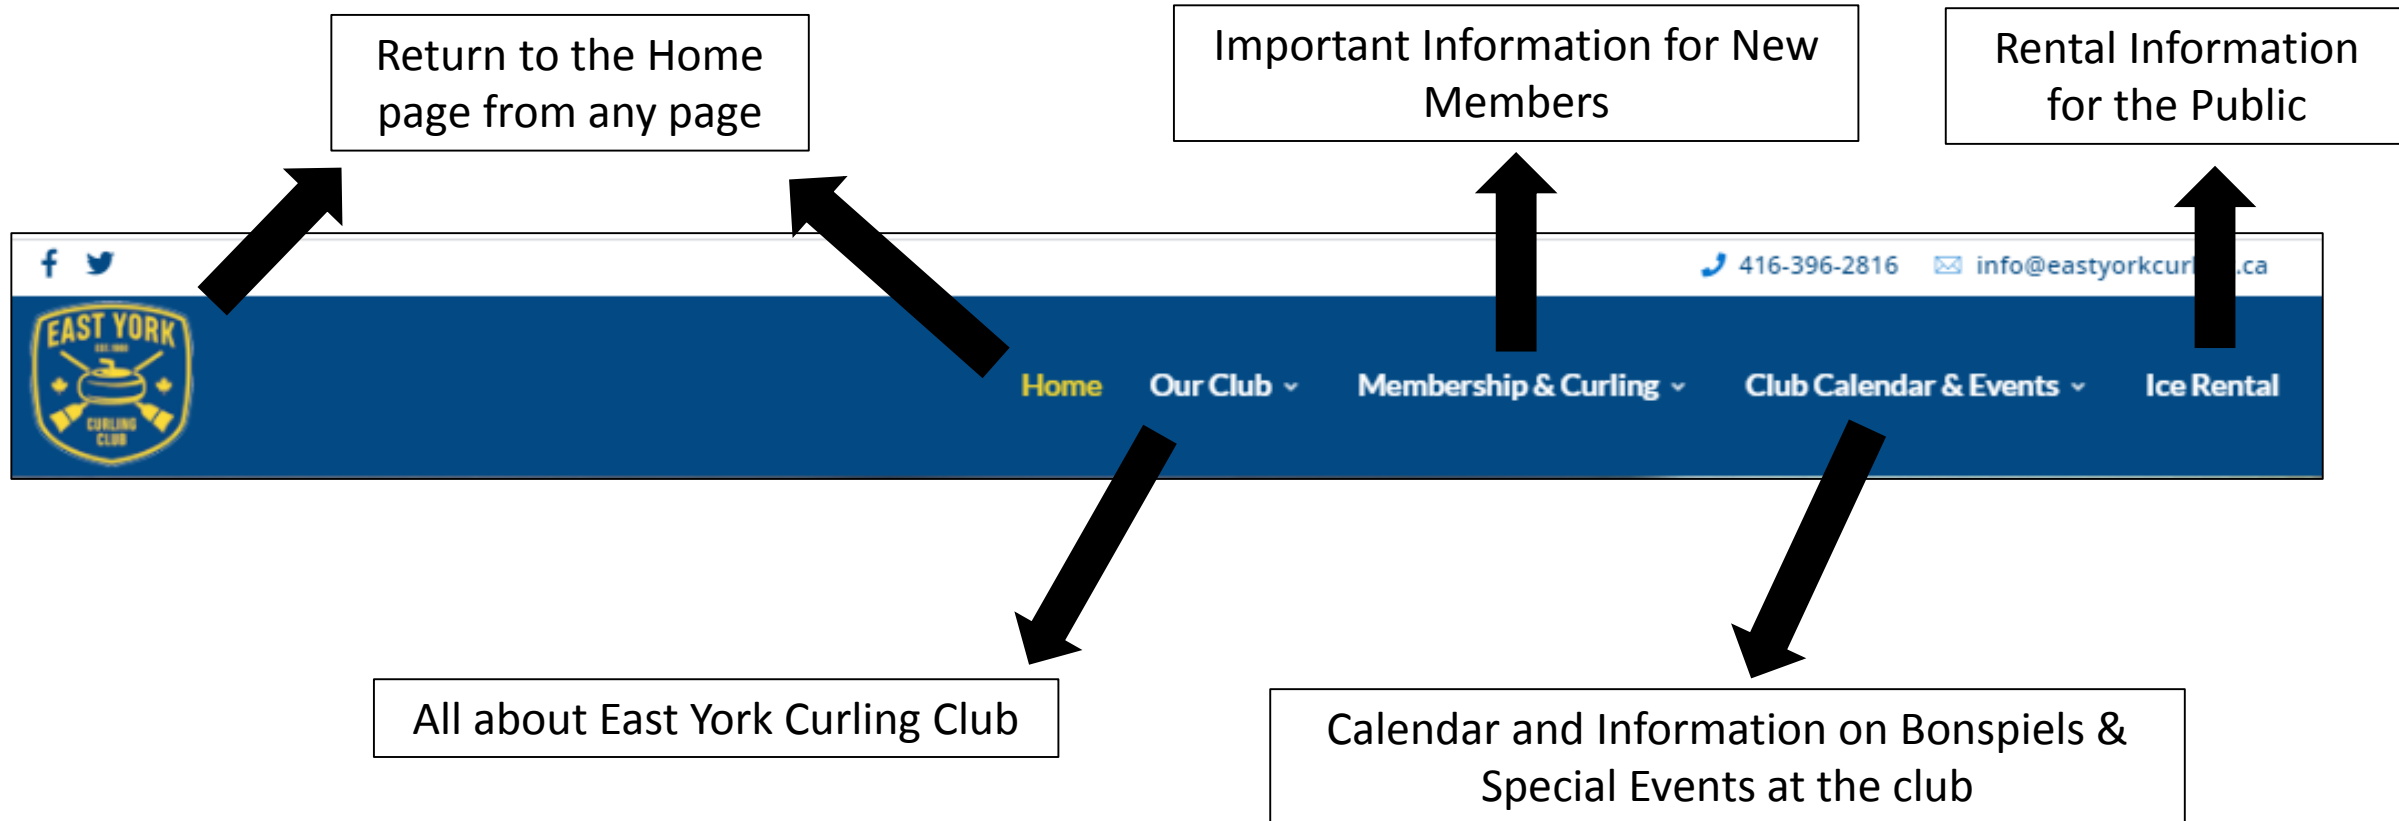 Return to the Home
page from any page
Important Information for New
Members
Rental Information
for the Public
416-396-2816
EAST YORK
CURLING
CLUB
Home
Our Club
Membership & Curling
Club Calendar & Events
Ice Rental
All about East York Curling Club
Calendar and Information on Bonspiels &
Special Events at the club